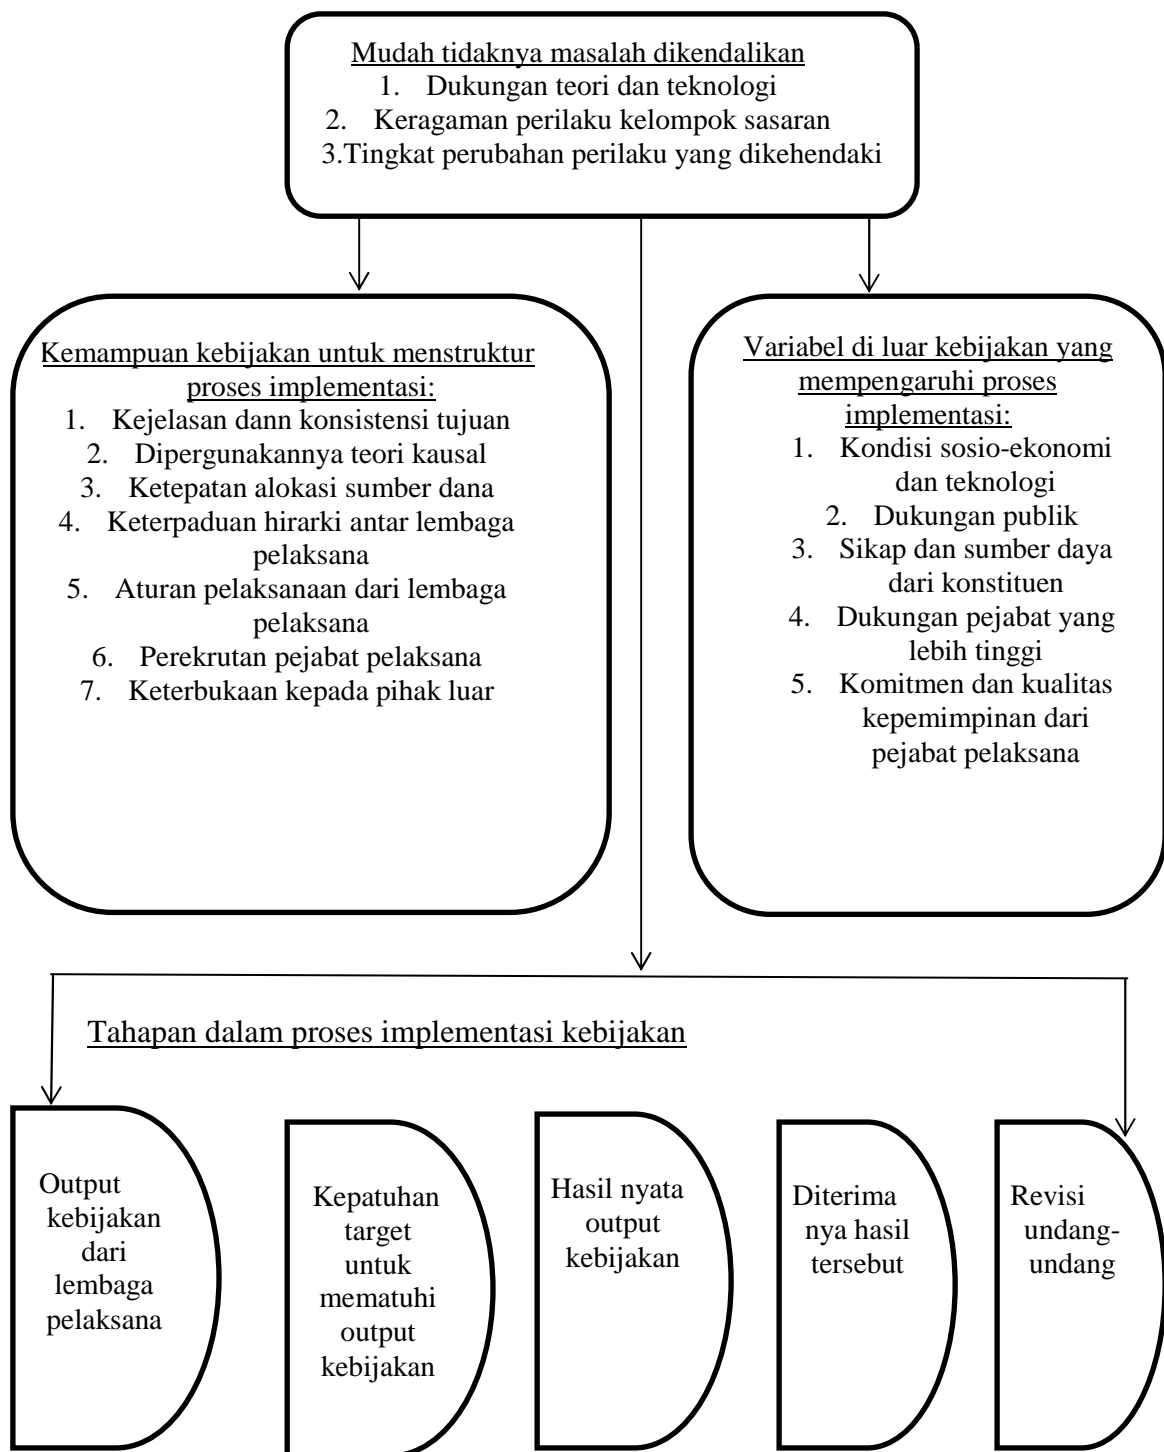 Mudah tidaknya masalah dikendalikan
1. Dukungan teori dan teknologi
2. Keragaman perilaku kelompok sasaran
3.Tingkat perubahan perilaku yang dikehendaki
Kemampuan kebijakan untuk menstruktur
proses implementasi:
1. Kejelasan dann konsistensi tujuan
2. Dipergunakannya teori kausal
3. Ketepatan alokasi sumber dana
4. Keterpaduan hirarki antar lembaga
pelaksana
5. Aturan pelaksanaan dari lembaga
pelaksana
6. Perekrutan pejabat pelaksana
7. Keterbukaan kepada pihak luar
Variabel di luar kebijakan yang
mempengaruhi proses
implementasi:
1. Kondisi sosio-ekonomi
dan teknologi
2. Dukungan publik
3. Sikap dan sumber daya
dari konstituen
4. Dukungan pejabat yang
lebih tinggi
5. Komitmen dan kualitas
kepemimpinan dari
pejabat pelaksana
Tahapan dalam proses implementasi kebijakan
Output
kebijakan
dari
lembaga
pelaksana
Kepatuhan
target
untuk
mematuhi
output
kebijakan
Hasil nyata
output
kebijakan
Diterima
nya hasil
tersebut
Revisi
undang-
undang